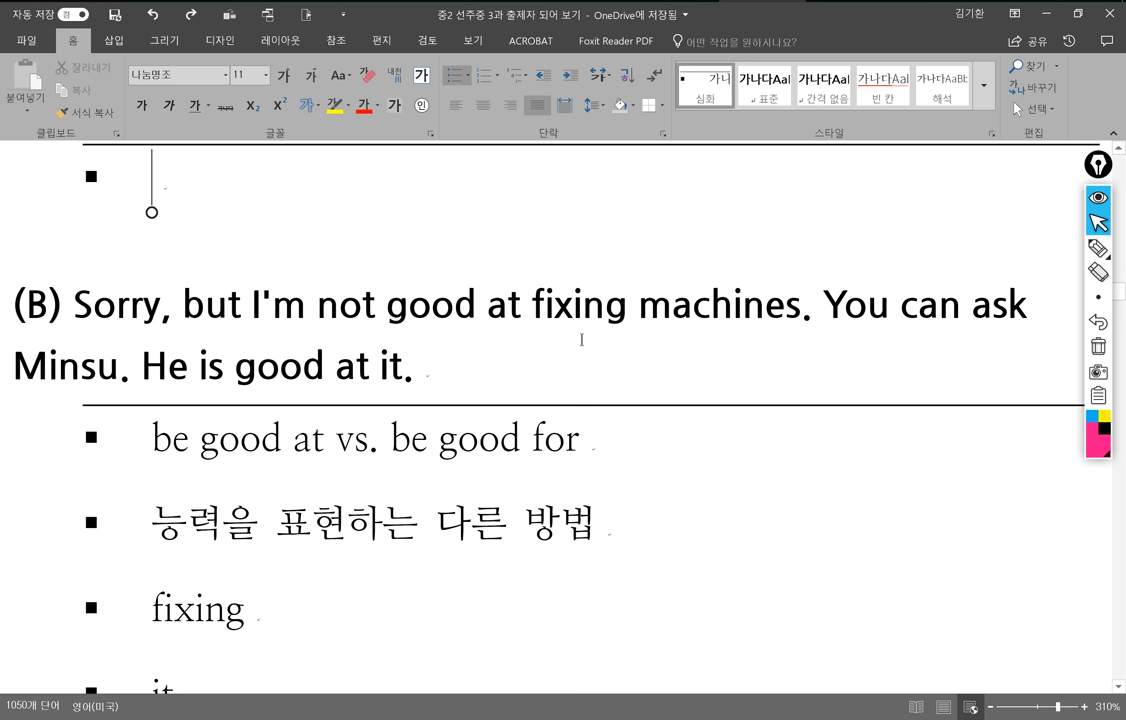 자동 저장 컴 중2 선주중 3과 출제자 되어 보기 - OneDrive에 저장됨 김기환
파일 홈 삽입 그리기 디자인 레이아웃 참조 편지 검토 보기 ACROBAT Foxit Reader PDF 어떤 작업을 원하시나요? 공유
붙여넣기 잘라내기 복사 서식 복사
클립보드
나눔명조 11
글꼴
단락
가나 심화
가나다Aal 표준
가나다Aal 간격 없음
가나다Aal 빈 칸
가나다AaBb 해석
스타일
찾기
바꾸기
선택
편집
(B) Sorry, but I'm not good at fixing machines. You can ask
Minsu. He is good at it.
be good at vs. be good for
능력을 표현하는 다른 방법
fixing
it
1050개 단어 영어(미국) 310%